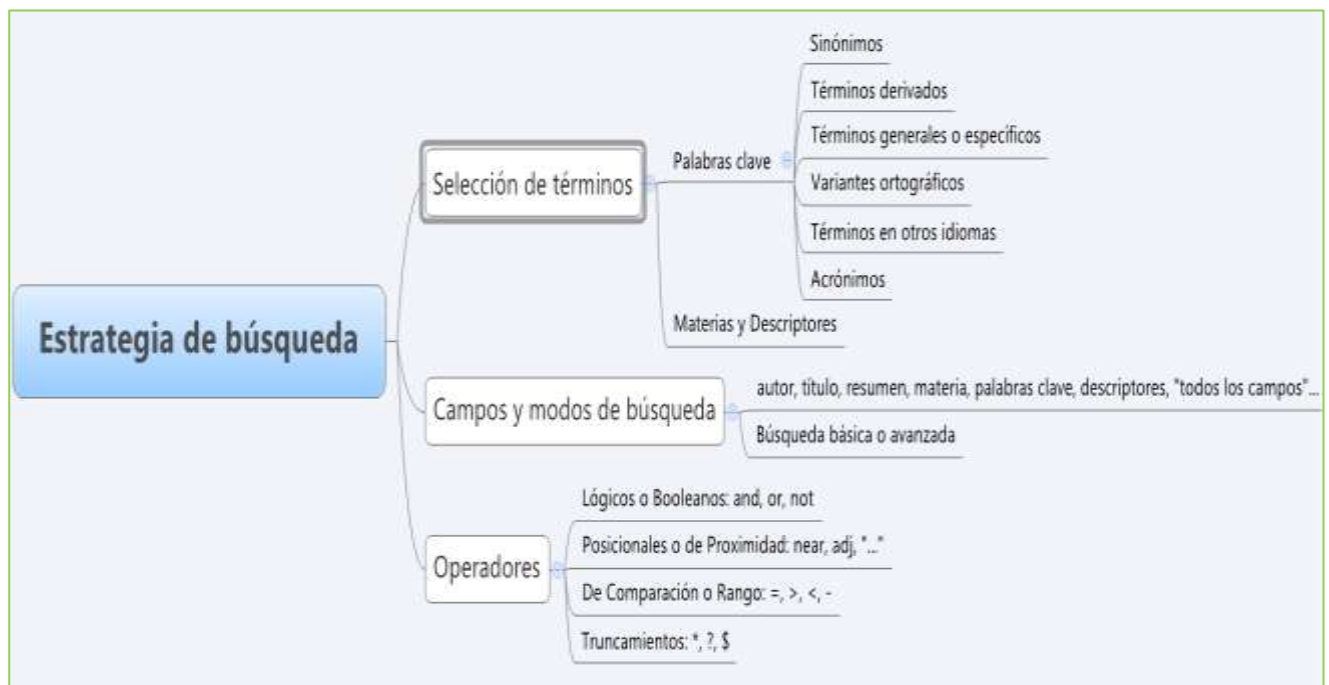 Estrategia de búsqueda
Selección de términos
Palabras clave
Sinónimos
Términos derivados
Términos generales o específicos
Variantes ortográficos
Términos en otros idiomas
Acrónimos
Materias y Descriptores
Campos y modos de búsqueda
autor, título, resumen, materia, palabras clave, descriptores, "todos los campos"...
Búsqueda básica o avanzada
Operadores
Lógicos o Booleanos: and, or, not
Posicionales o de Proximidad: near, adj, "..."
De Comparación o Rango: =, >, <, -
Truncamientos: *, ?, $